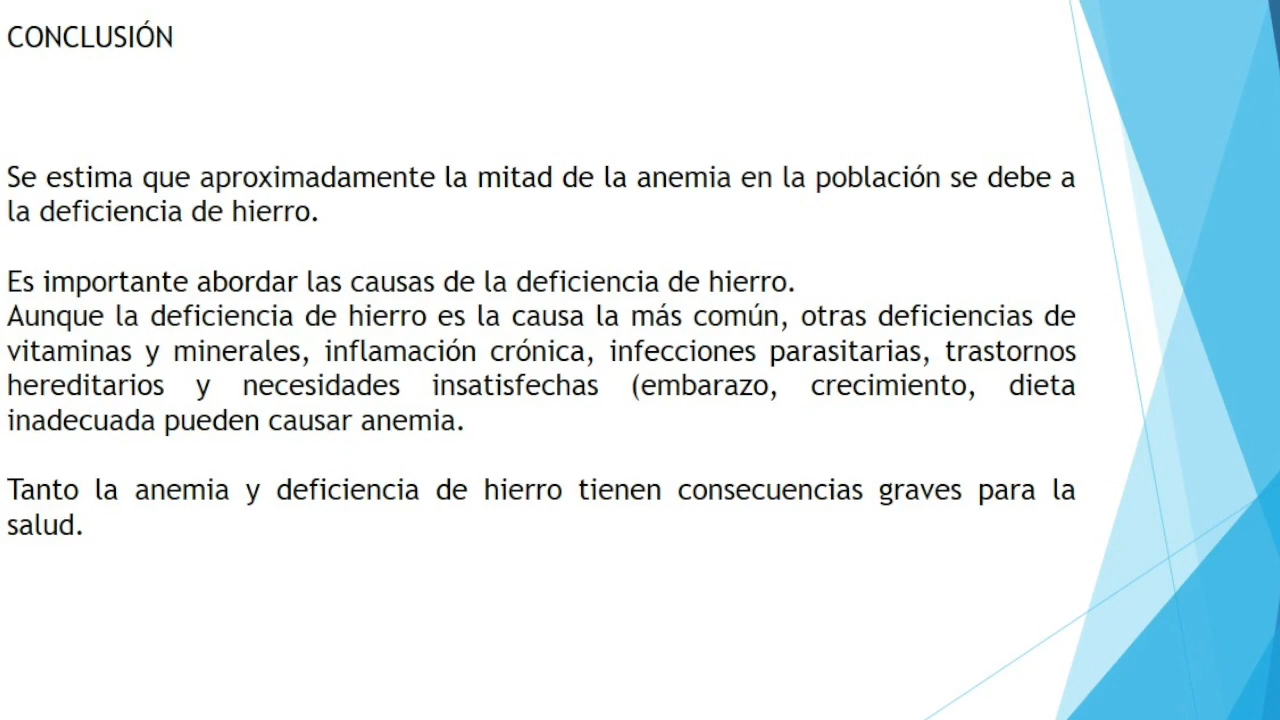 CONCLUSIÓN
Se estima que aproximadamente la mitad de la anemia en la población se debe a
la deficiencia de hierro.
Es importante abordar las causas de la deficiencia de hierro.
Aunque la deficiencia de hierro es la causa la más común, otras deficiencias de
vitaminas y minerales, inflamación crónica, infecciones parasitarias, trastornos
hereditarios y necesidades insatisfechas (embarazo, crecimiento, dieta
inadecuada pueden causar anemia.
Tanto la anemia y deficiencia de hierro tienen consecuencias graves para la
salud.